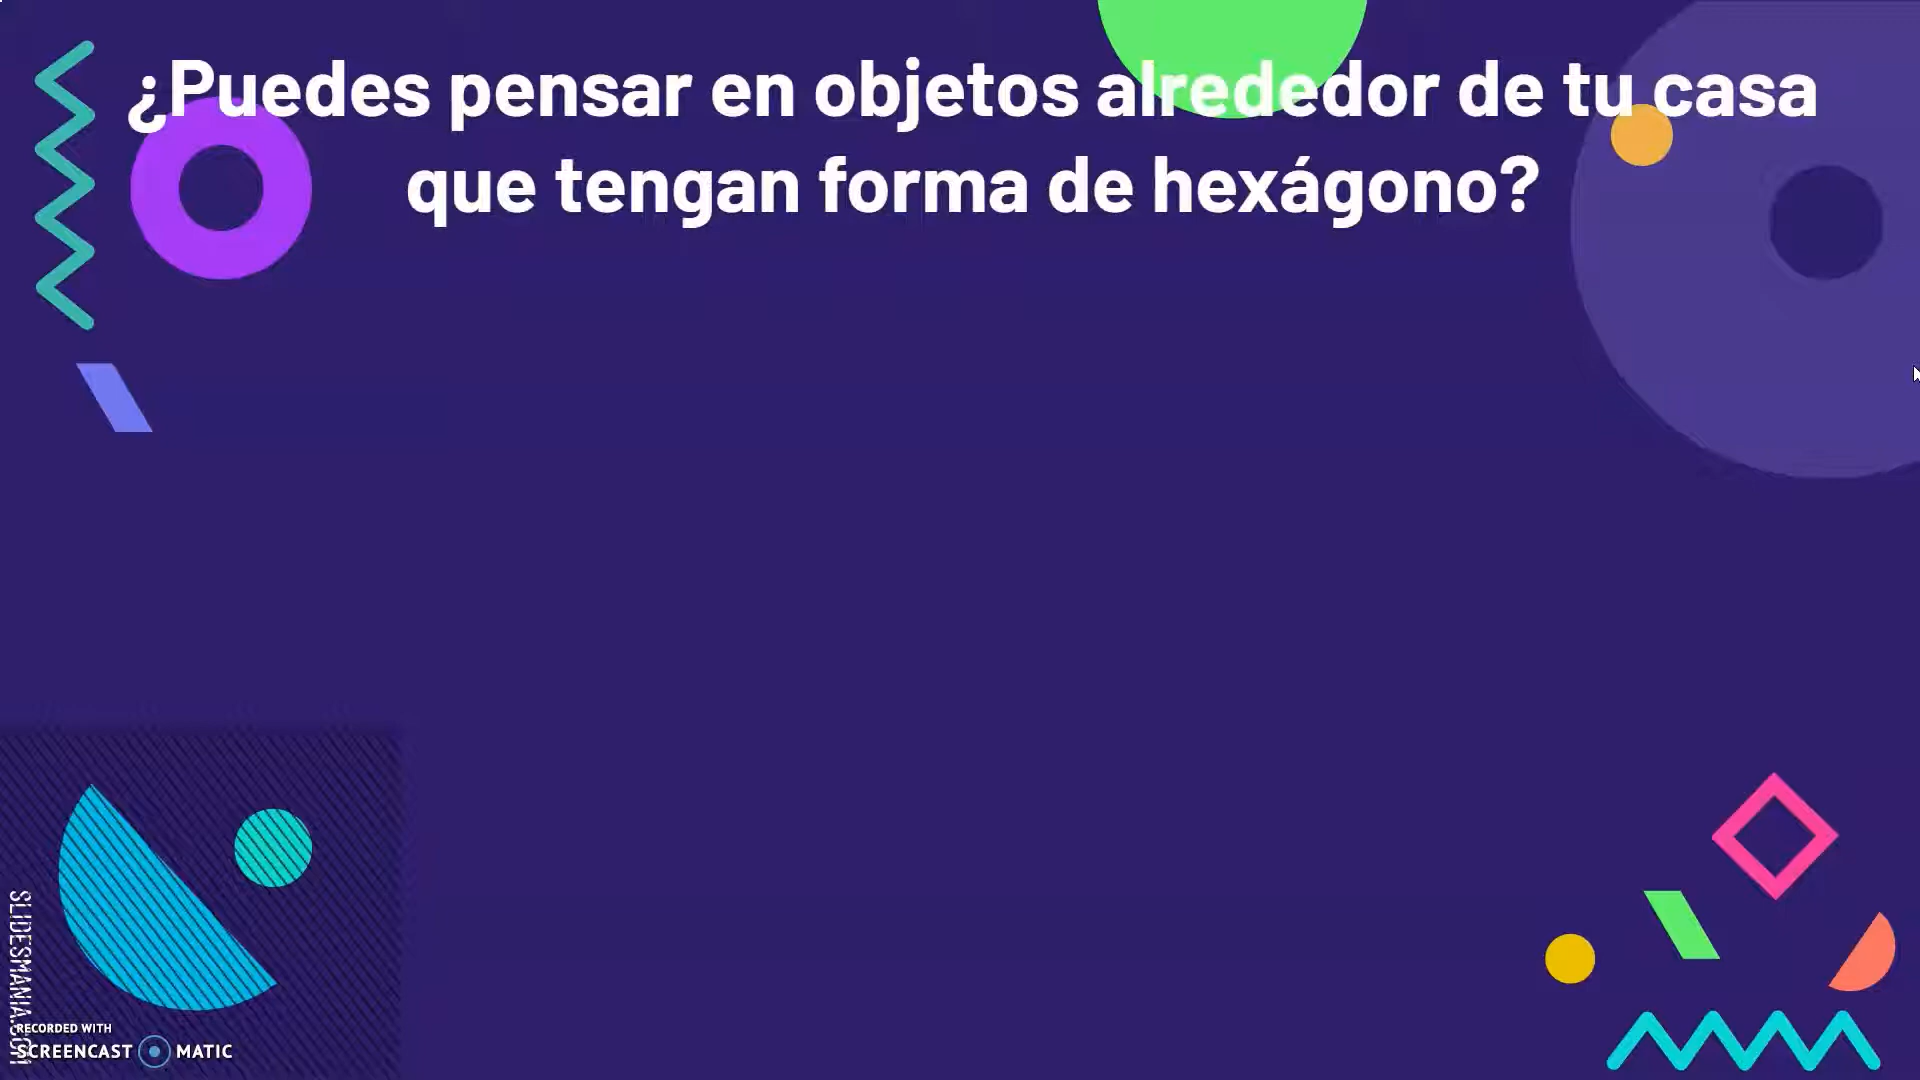 ¿Puedes pensar en objetos alrededor de tu casa
que tengan forma de hexágono?
SLIDESMANIA.COM
RECORDED WITH
SCREENCAST MATIC